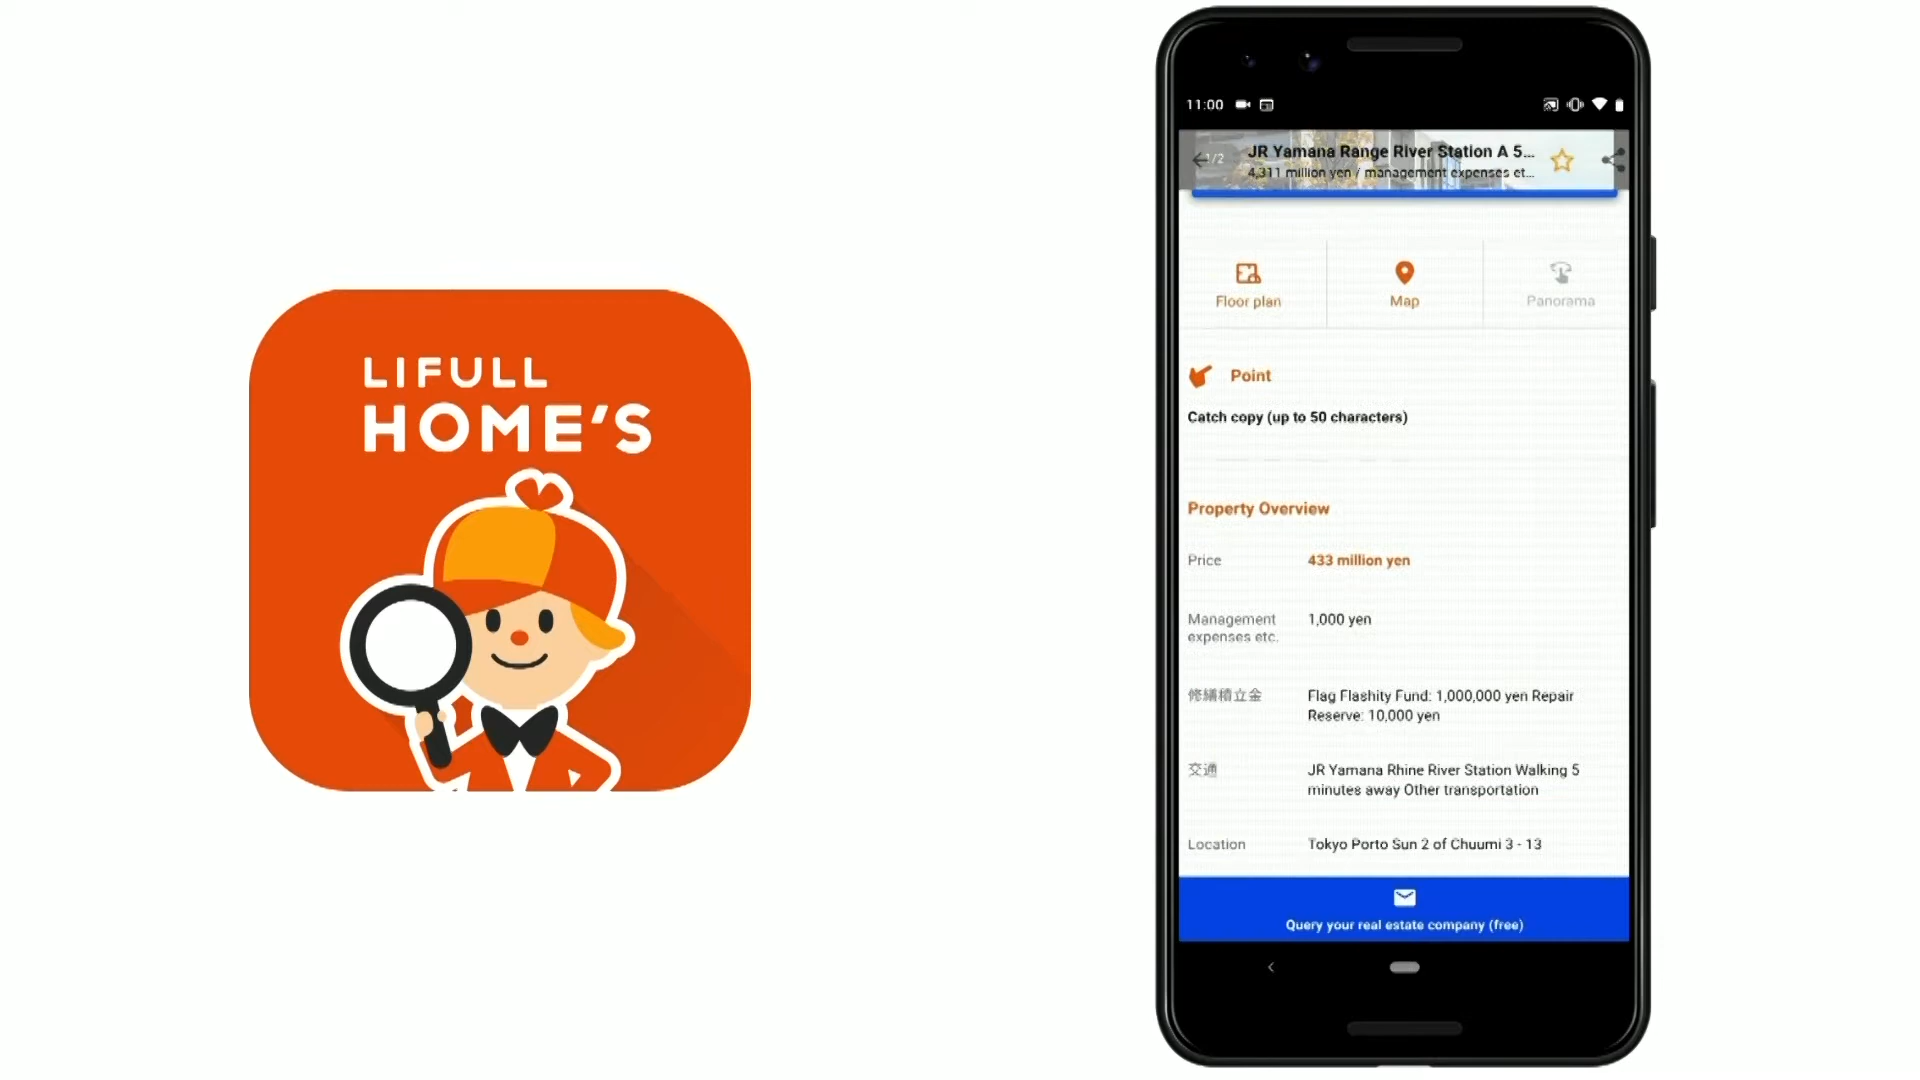 LIFULL
HOME'S
11:00
1/2
JR Yamana Range River Station A 5...
4,311 million yen / management expenses et...
Floor plan
Map
Panorama
Point
Catch copy (up to 50 characters)
Property Overview
Price
433 million yen
Management
expenses etc.
1,000 yen
修繕積立金
Flag Flashity Fund: 1,000,000 yen Repair
Reserve: 10,000 yen
交通
JR Yamana Rhine River Station Walking 5
minutes away Other transportation
Location
Tokyo Porto Sun 2 of Chuumi 3 - 13
Query your real estate company (free)